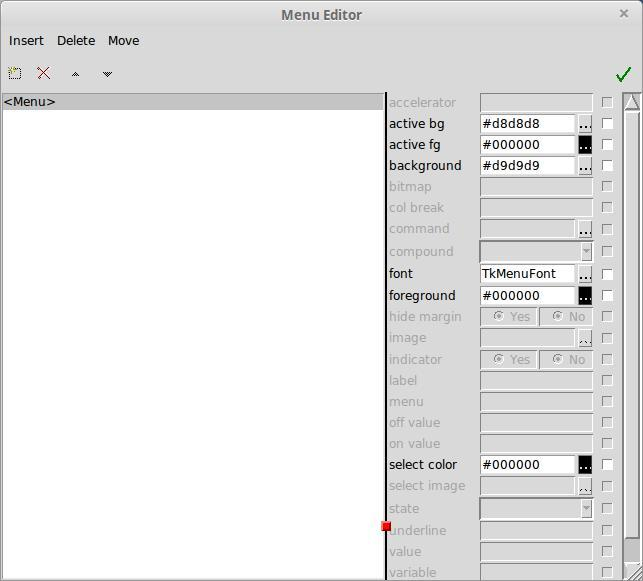 Menu Editor
Insert Delete Move
<Menu>
accelerator
active bg #d8d8d8 ...
active fg #000000 ...
background #d9d9d9 ...
bitmap
col break
command ...
compound
font TkMenuFont ...
foreground #000000 ...
hide margin Yes No
image ...
indicator Yes No
label
menu
off value
on value
select color #000000 ...
select image ...
state
underline
value
variable